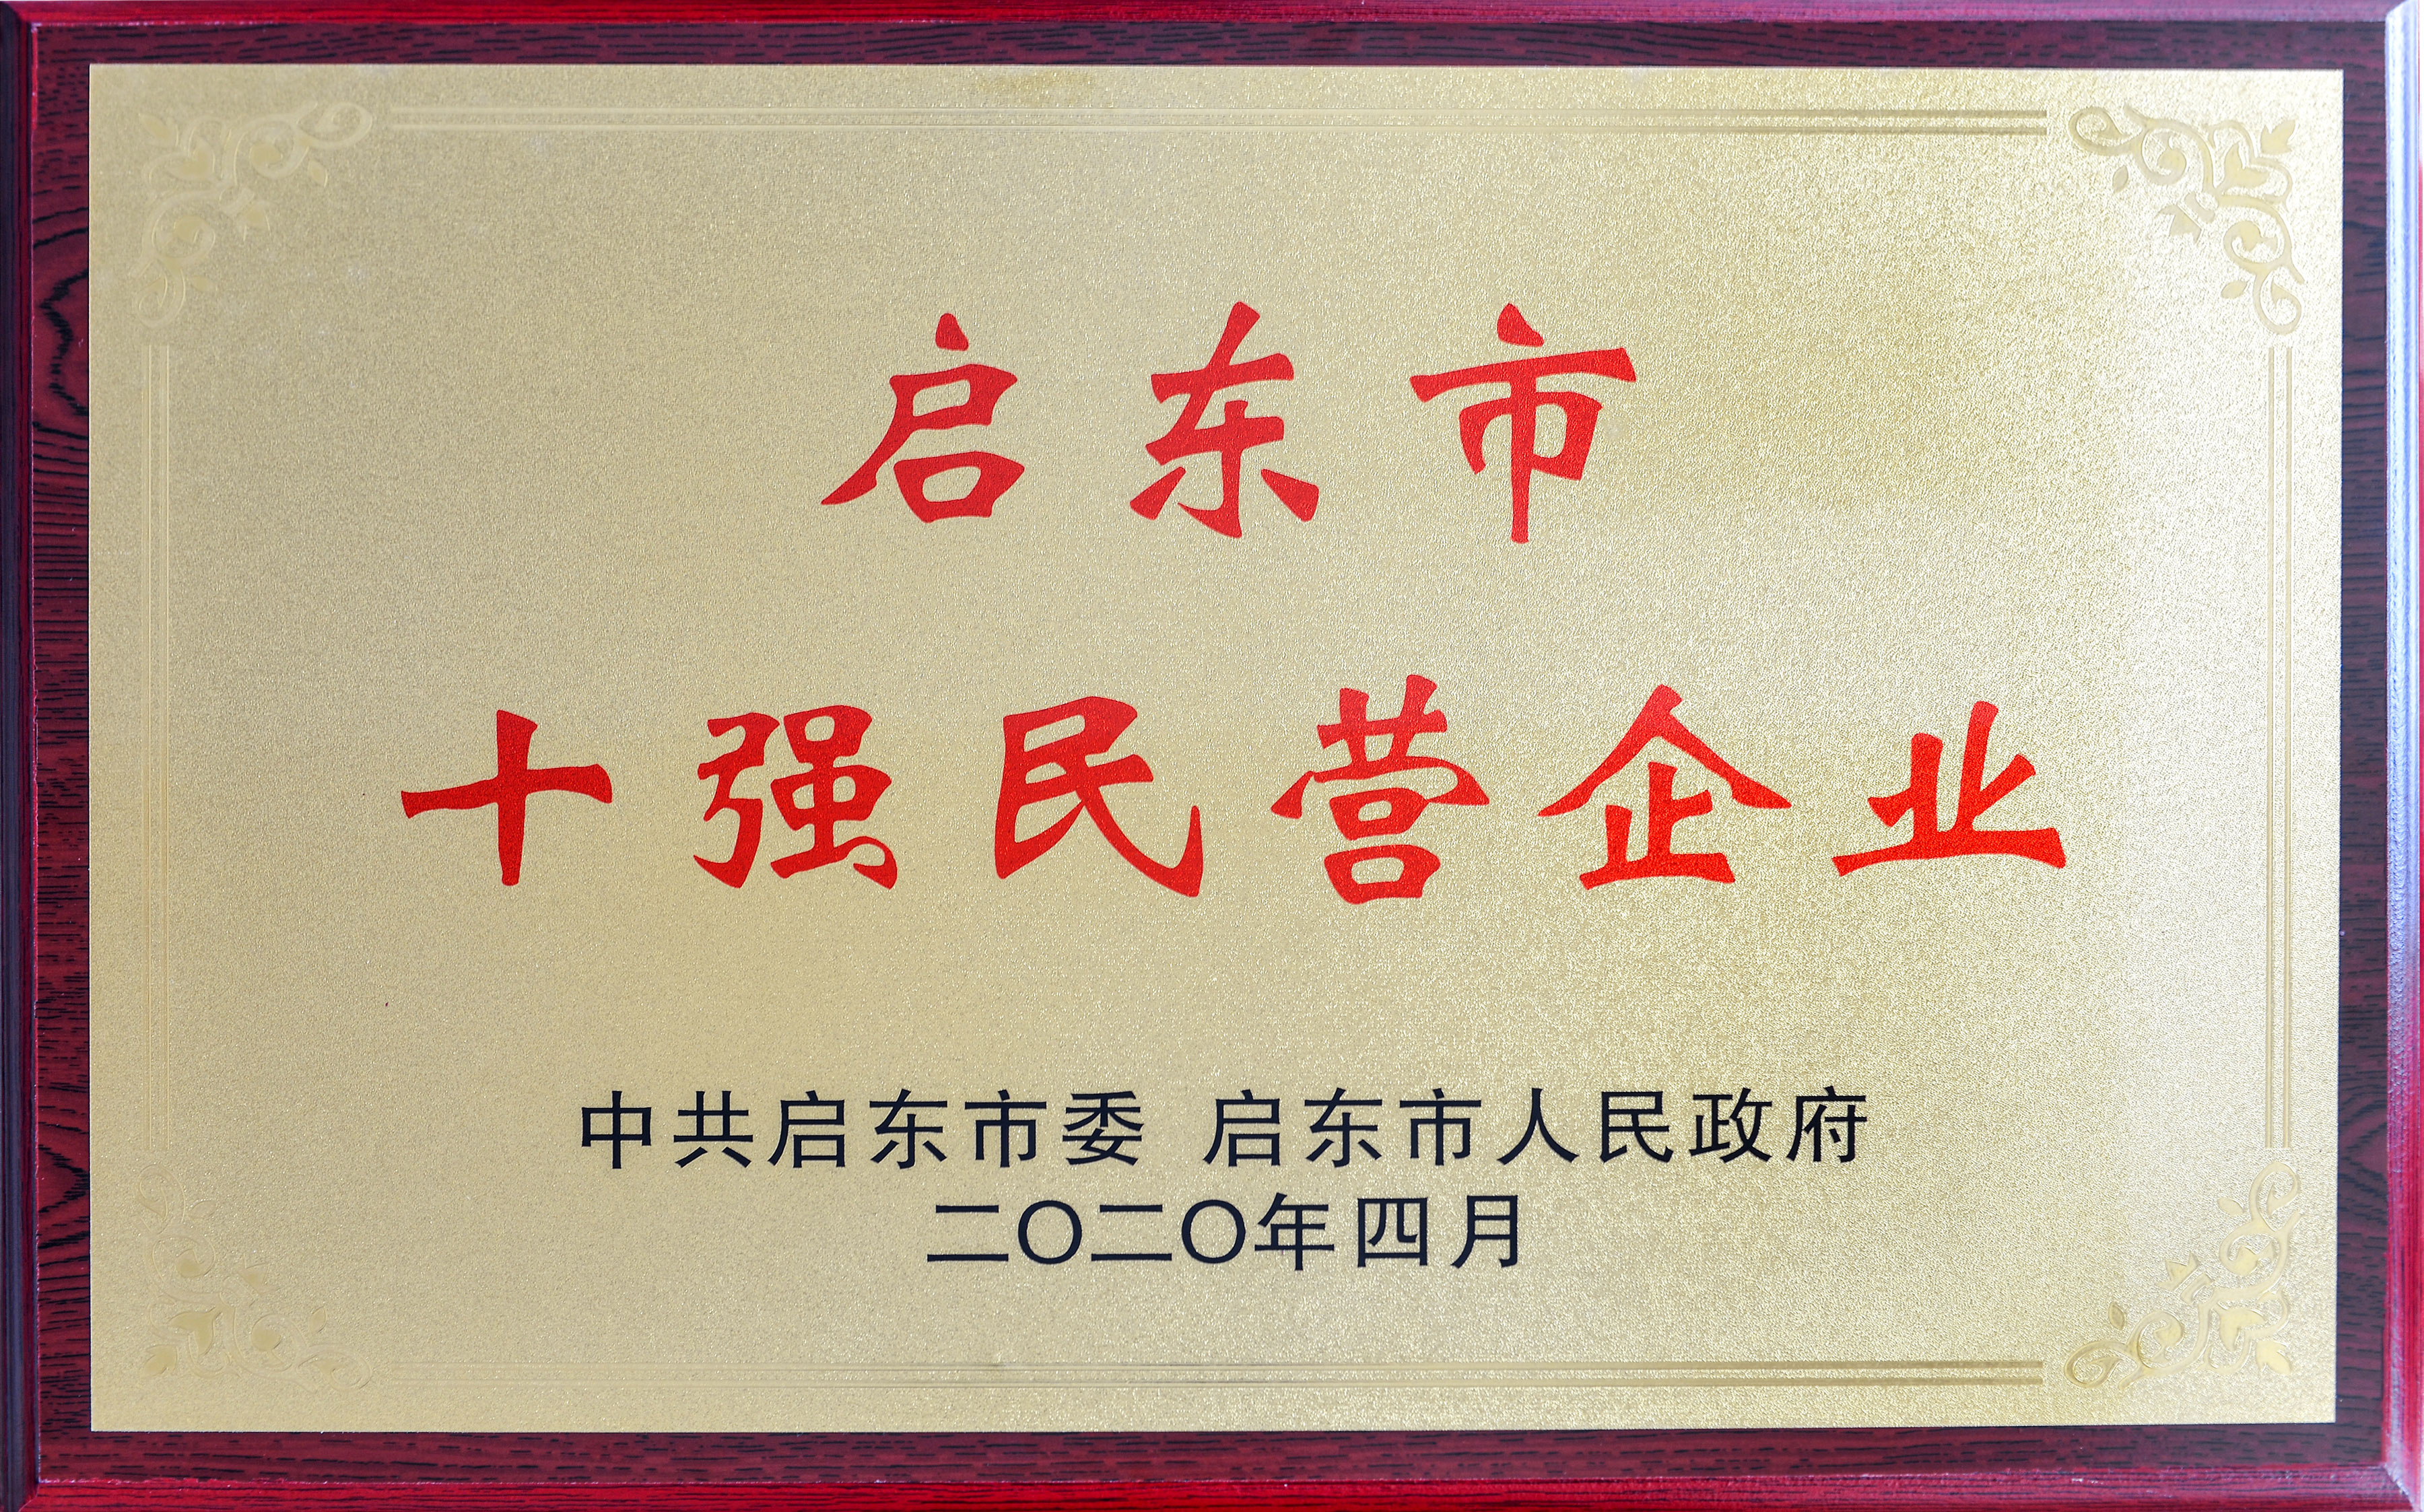 启东市
十强民营企业
中共启东市委 启东市人民政府
二〇二〇年四月